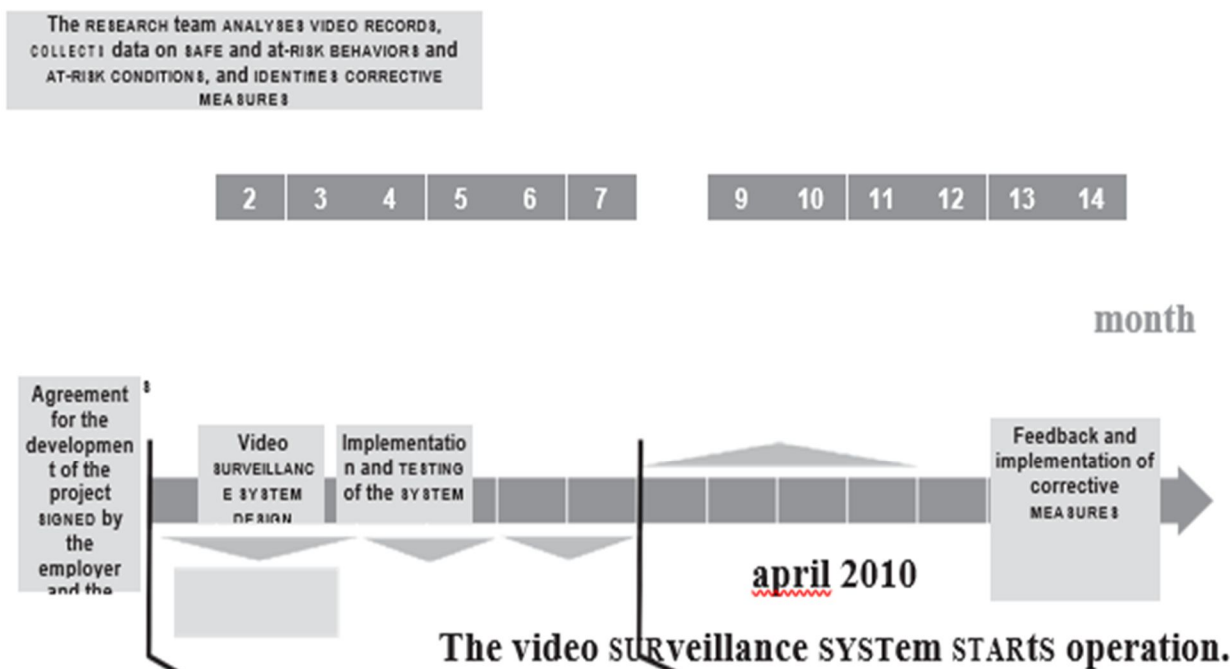 The RESEARCH team ANALYSES VIDEO RECORDS,
COLLECTS data on SAFE and at-RISK BEHAVIORS and
AT-RISK CONDITIONS, and IDENTIFIES CORRECTIVE
MEASURES
2 3 4 5 6 7 9 10 11 12 13 14
month
Agreement
for the
developmen
t of the
project
SIGNED by
the
employer
and the
s
Video
SURVEILLANC
E SYSTEM
DESIGN
Implementatio
n and TESTING
of the SYSTEM
Feedback and
implementation of
corrective
MEASURES
april 2010
The video SURveillance SYSTem STARtS operation.